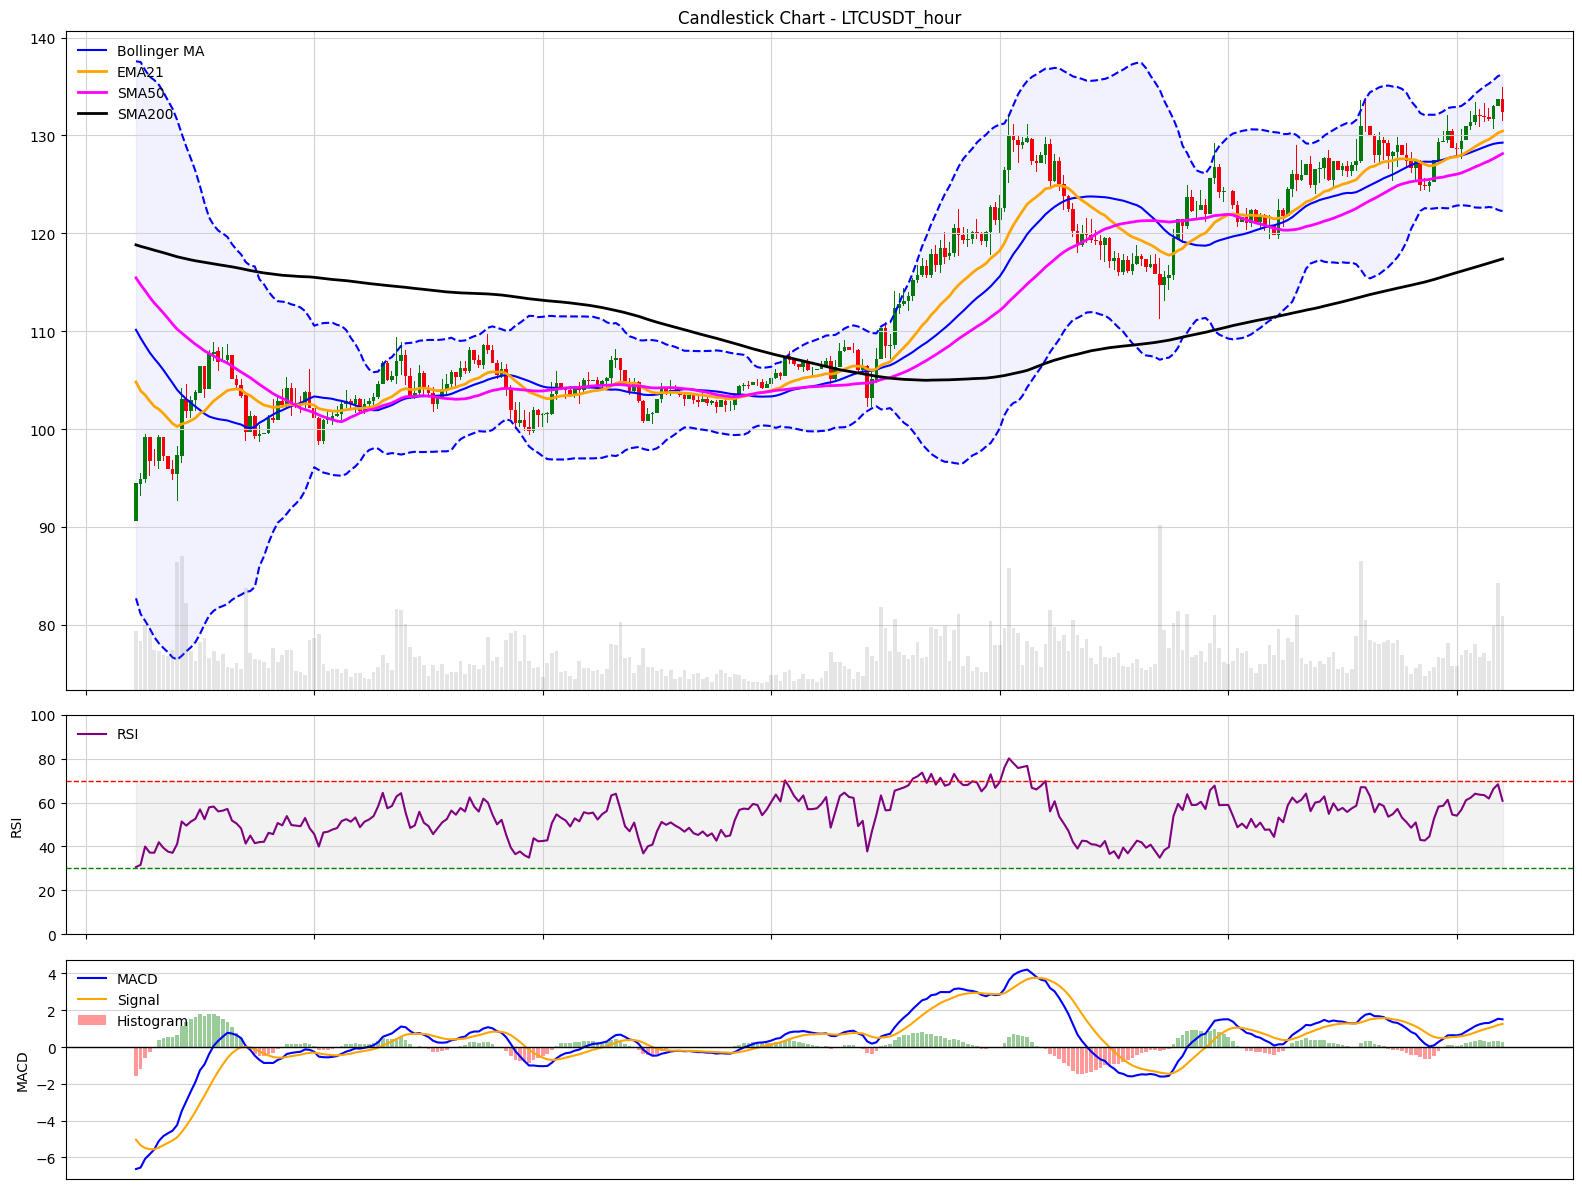 Candlestick Chart - LTCUSDT_hour
140
130
120
110
100
90
80
Bollinger MA
EMA21
SMA50
SMA200
100
80
60
40
20
0
RSI
RSI
4
2
0
−2
−4
−6
MACD
MACD
Signal
Histogram